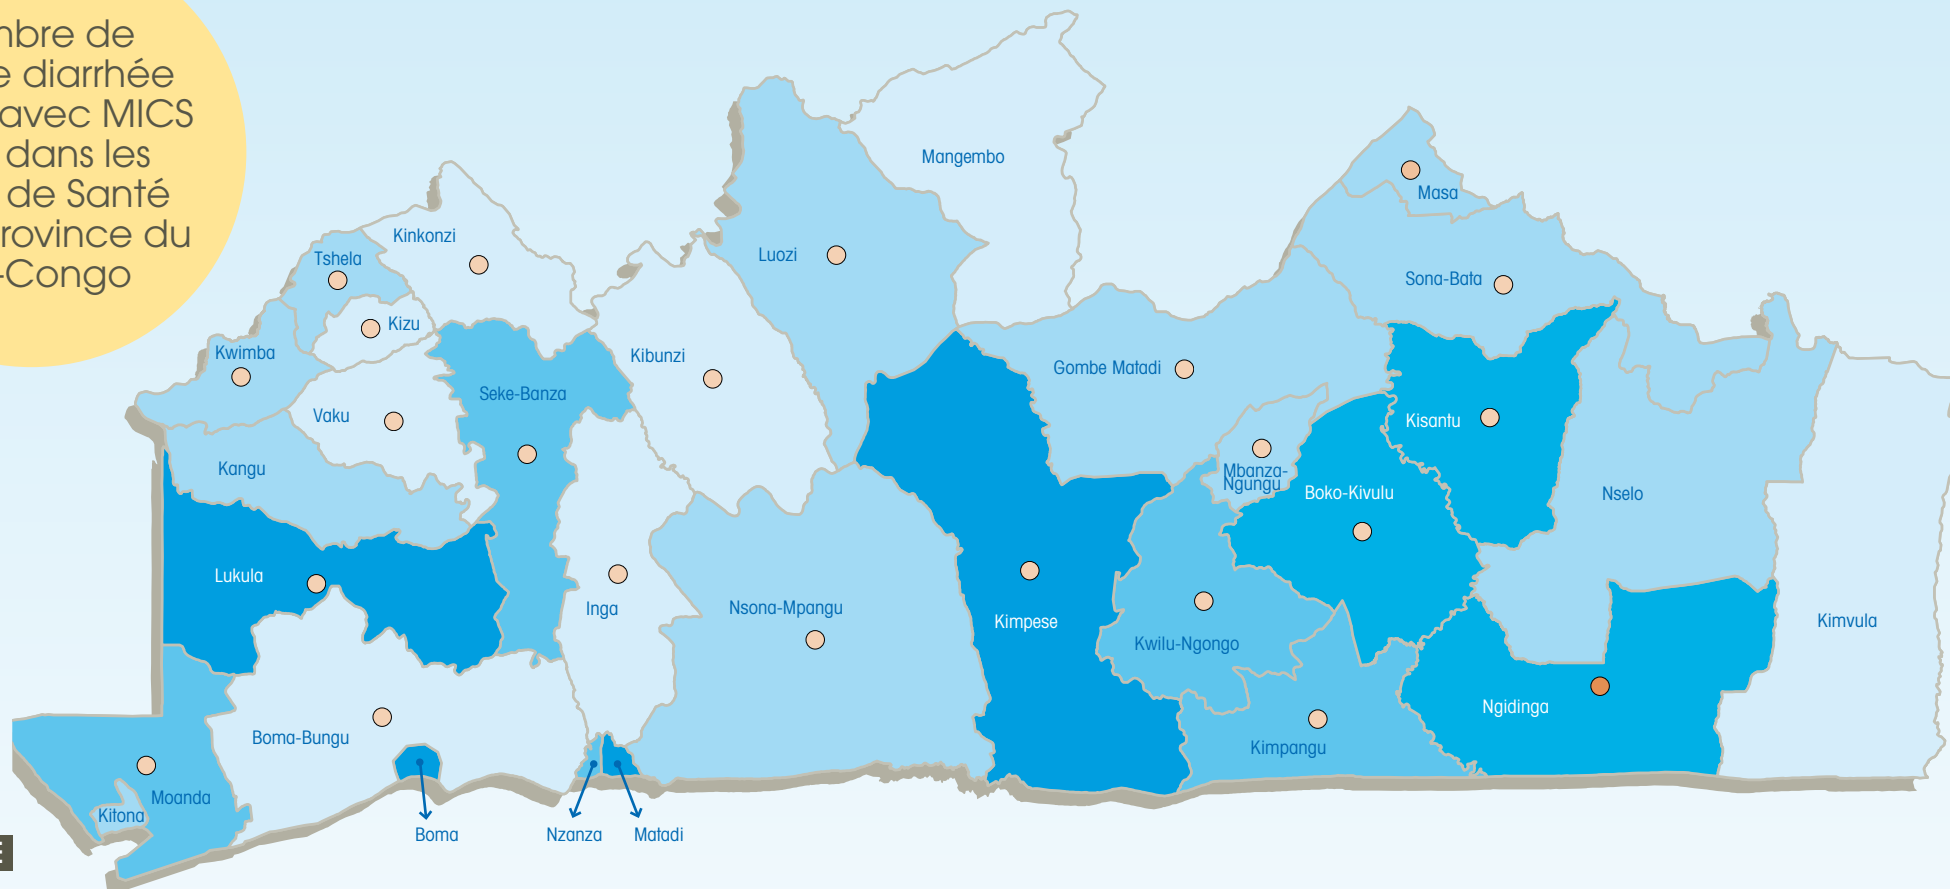 de
diarrhée
avec MICS
dans les
de Santé
du
Congo
Mangembo
Masa
Kinkonzi
Tshela
Luozi
Sona-Bata
Kizu
Kwimba
Kibunzi
Gombe Matadi
Seke-Banza
Vaku
Kisantu
Kangu
Mbanza-
Ngungu
Boko-Kivulu
Nselo
Lukula
Inga
Nsona-Mpangu
Kimpese
Kimvula
Kwilu-Ngongo
Ngidinga
Boma-Bungu
Kimpangu
Moanda
Kitona
Boma
Nzanza
Matadi